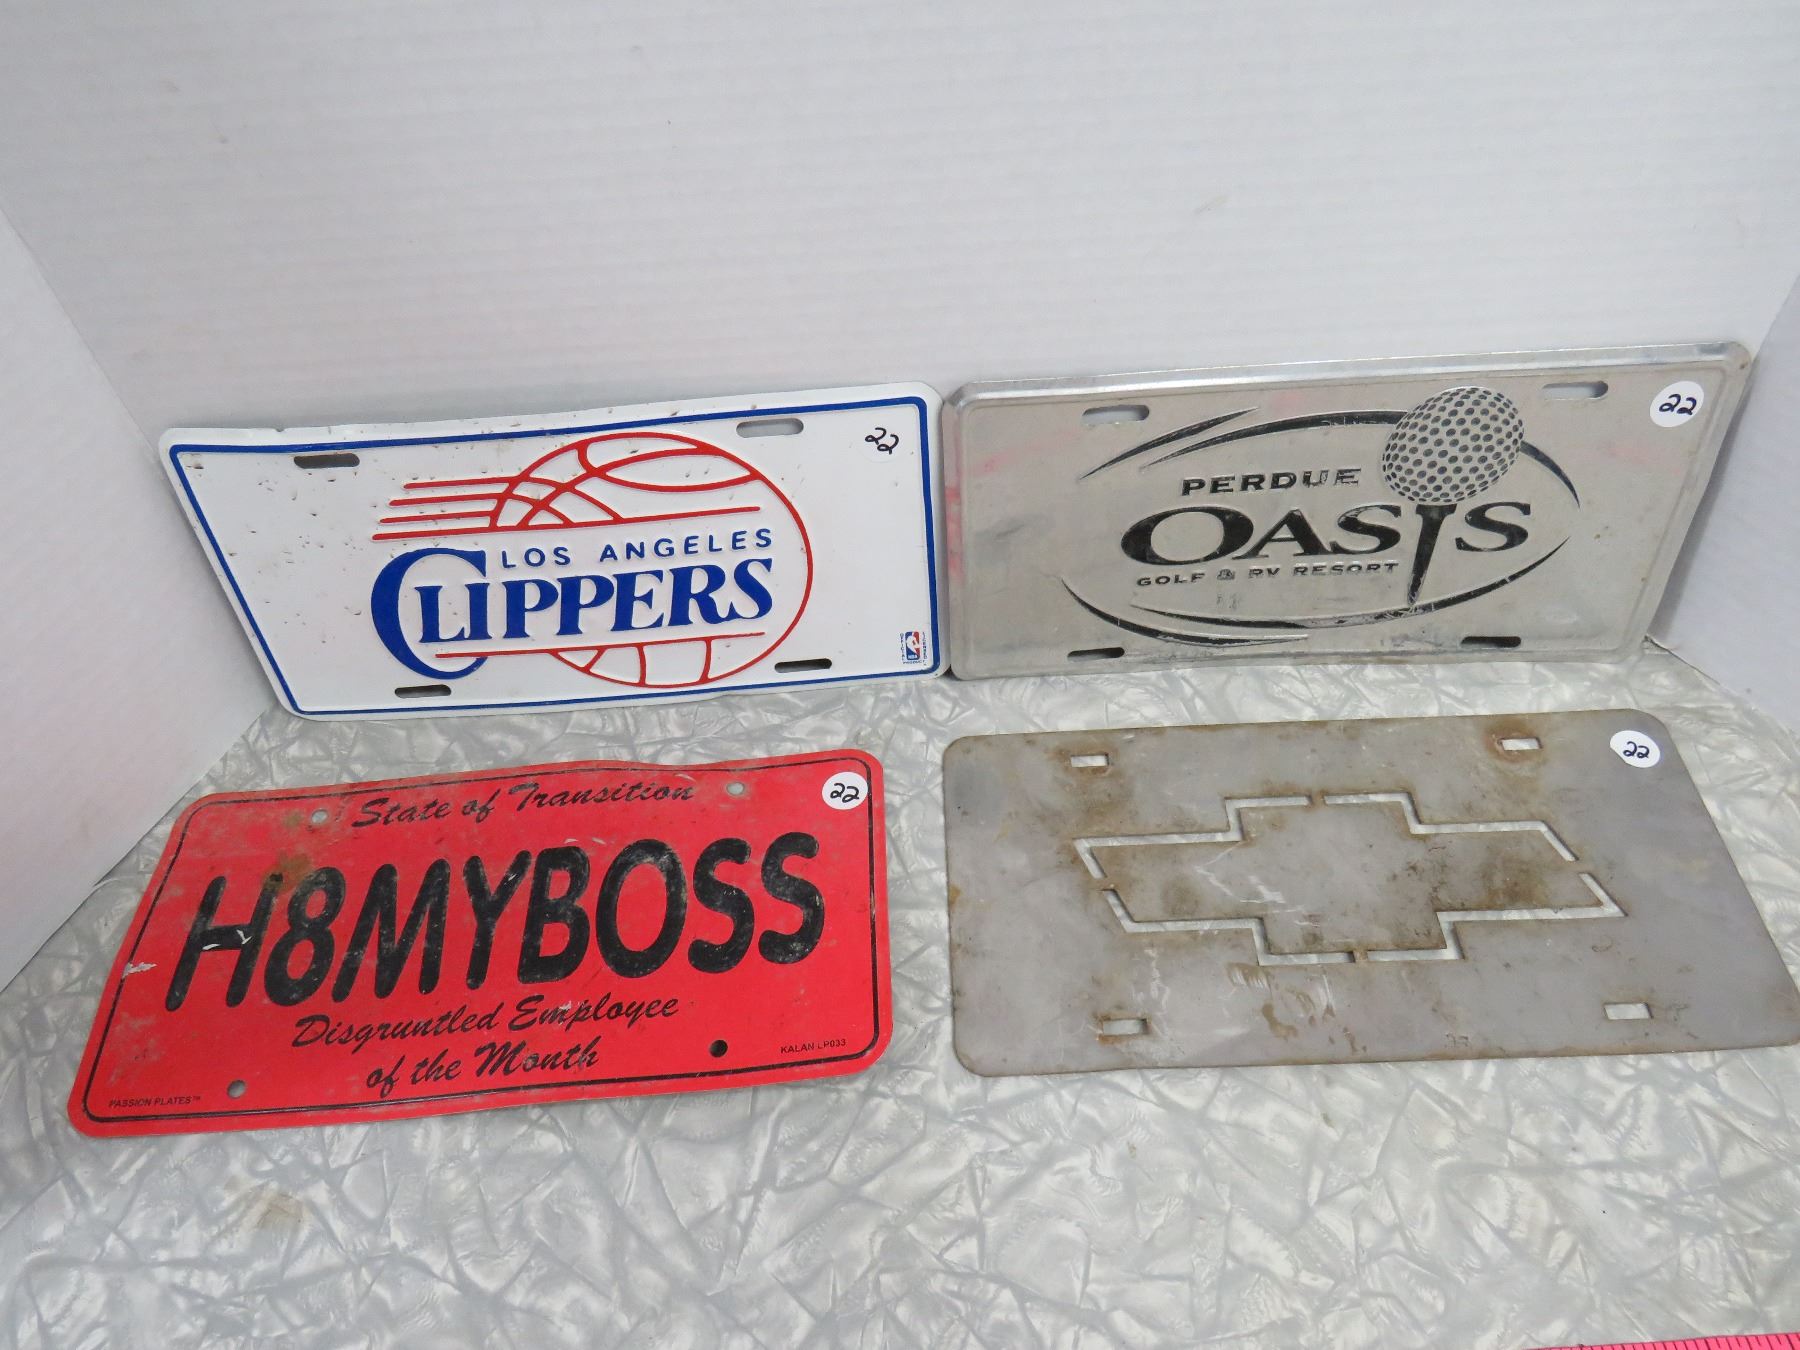 22
LOS ANGELES
CLIPPERS
22
PERDUE
OASIS
GOLF & RV RESORT
22
State of Transition
H8MYBOSS
Disgruntled Employee
of the Month
PASSION PLATES™
KALAN LP033
22